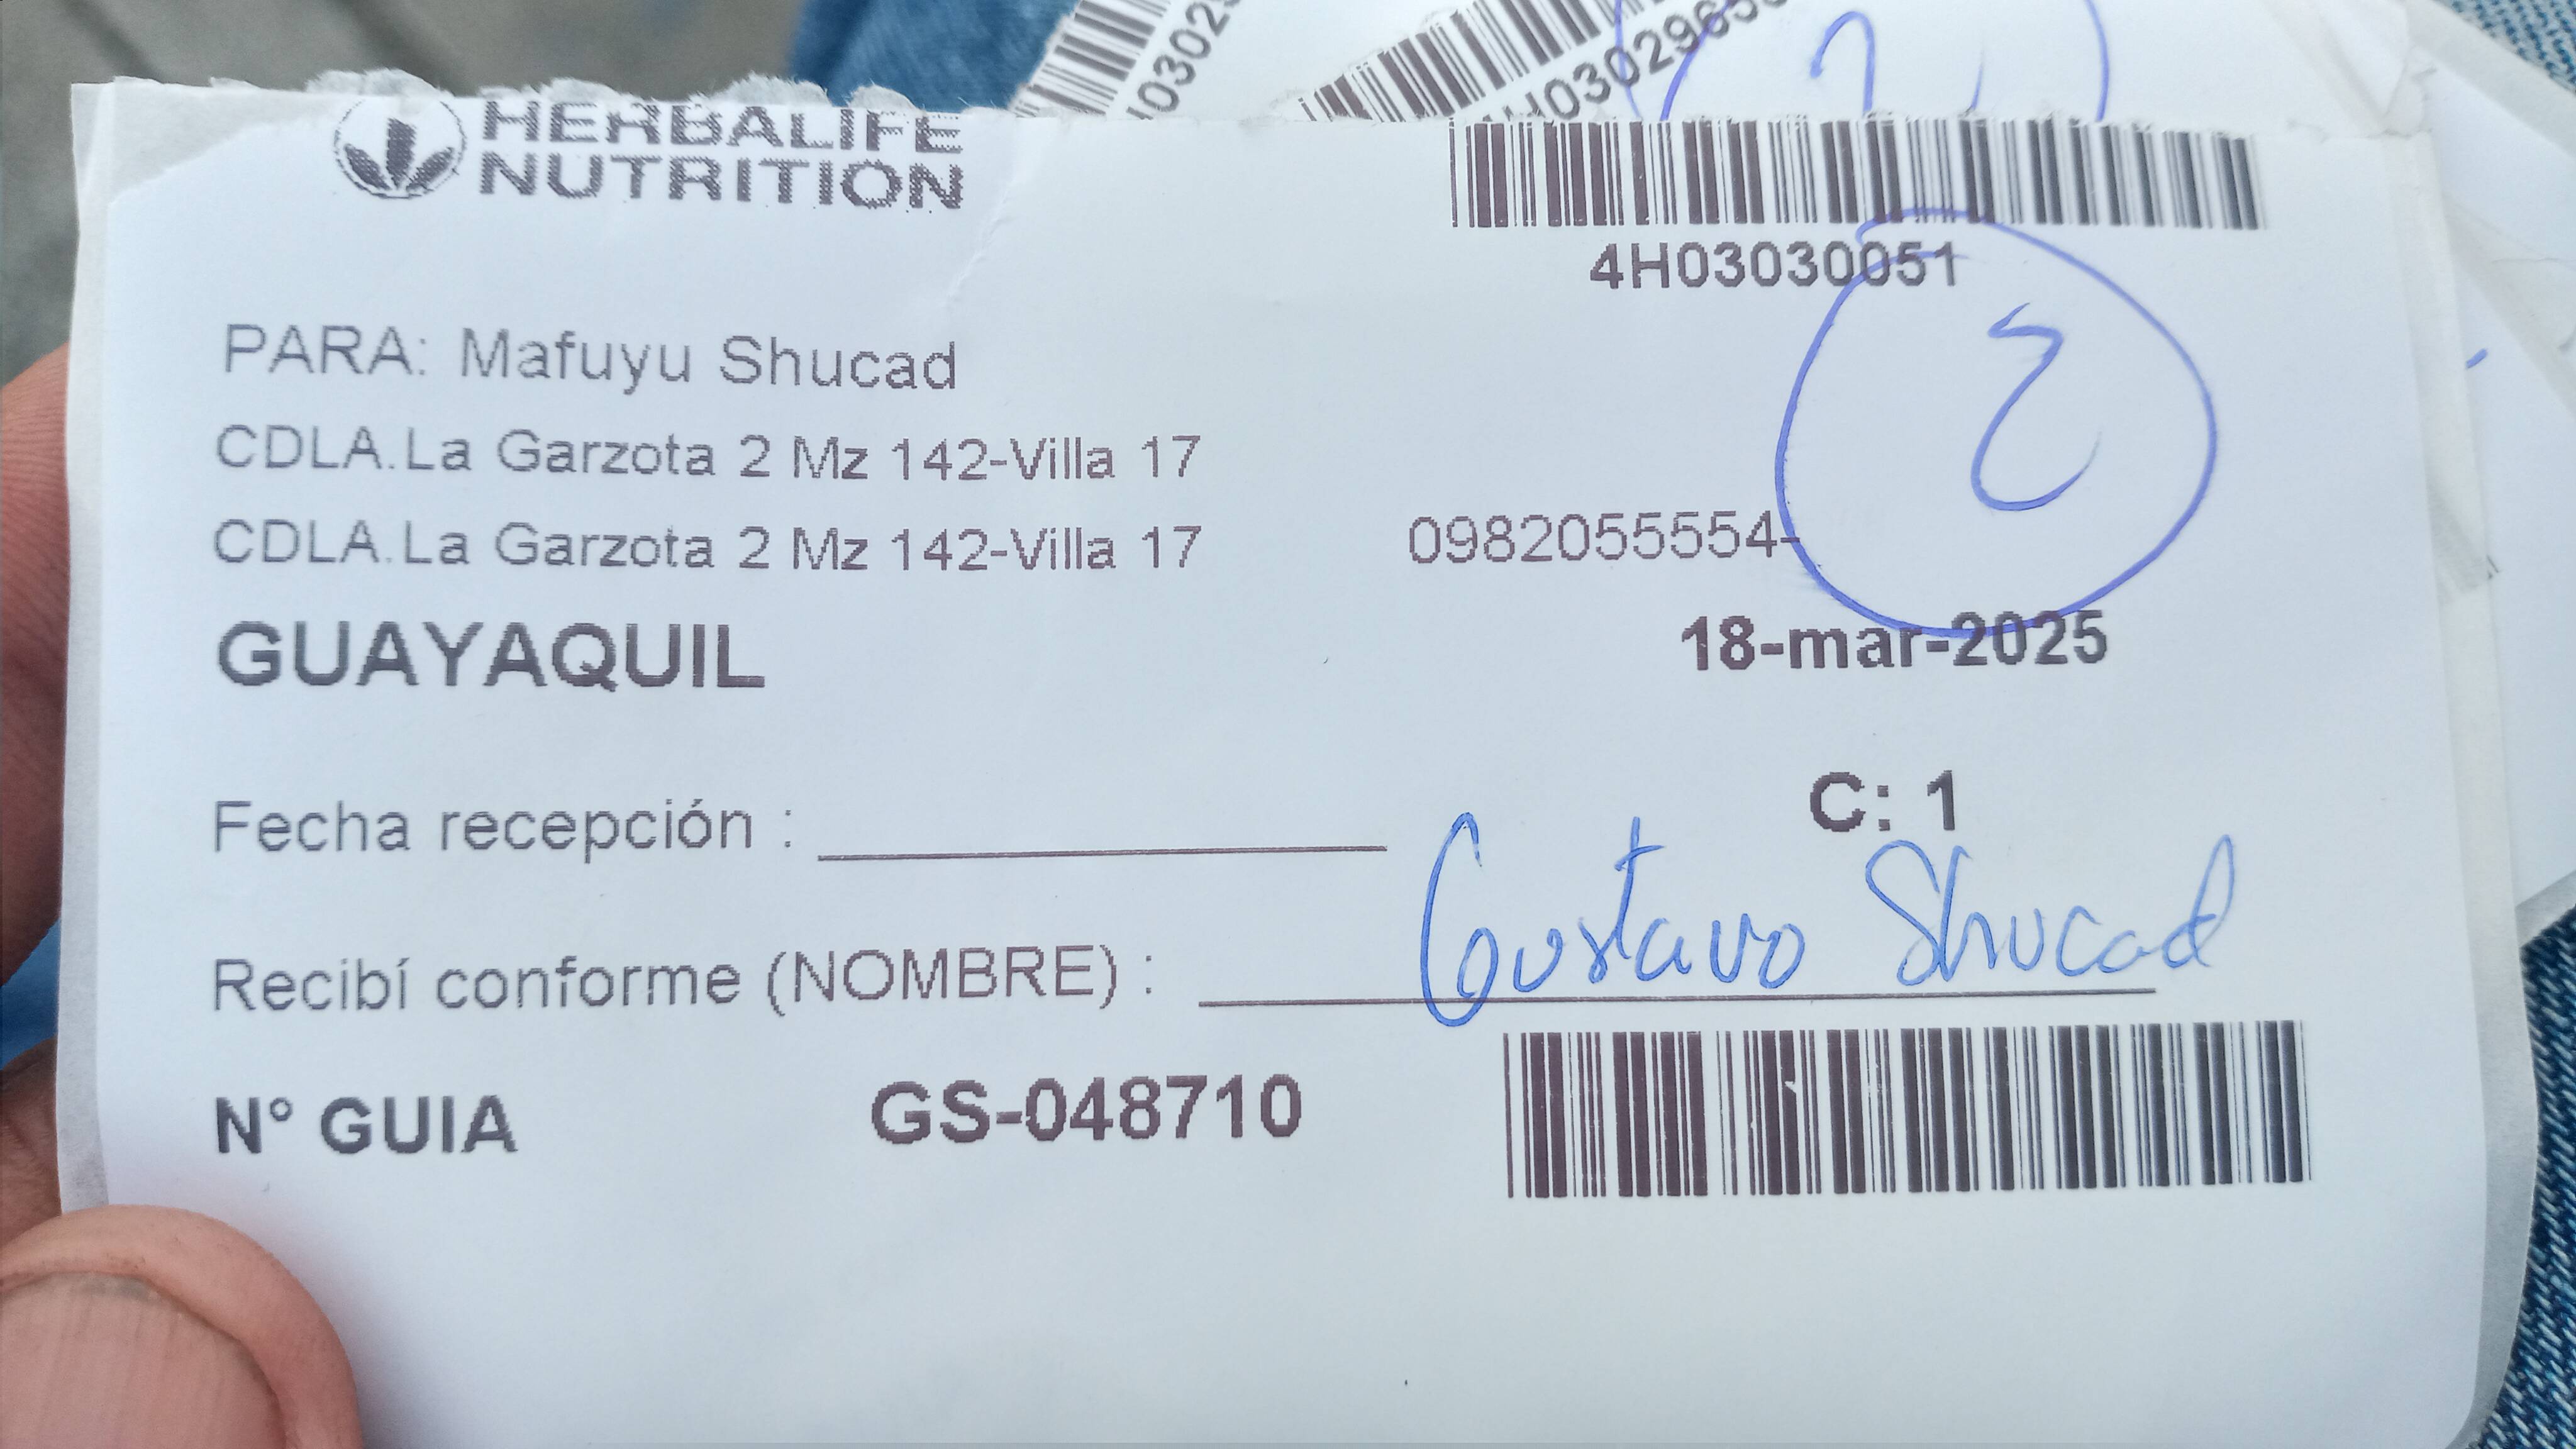 HERBALIFE
NUTRITION
4H03030051
2
PARA: Mafuyu Shucad
CDLA.La Garzota 2 Mz 142-Villa 17
CDLA.La Garzota 2 Mz 142-Villa 17 0982055554-
GUAYAQUIL 18-mar-2025
C: 1
Fecha recepción :
Recibí conforme (NOMBRE) : Gustavo Shucad
N° GUIA GS-048710